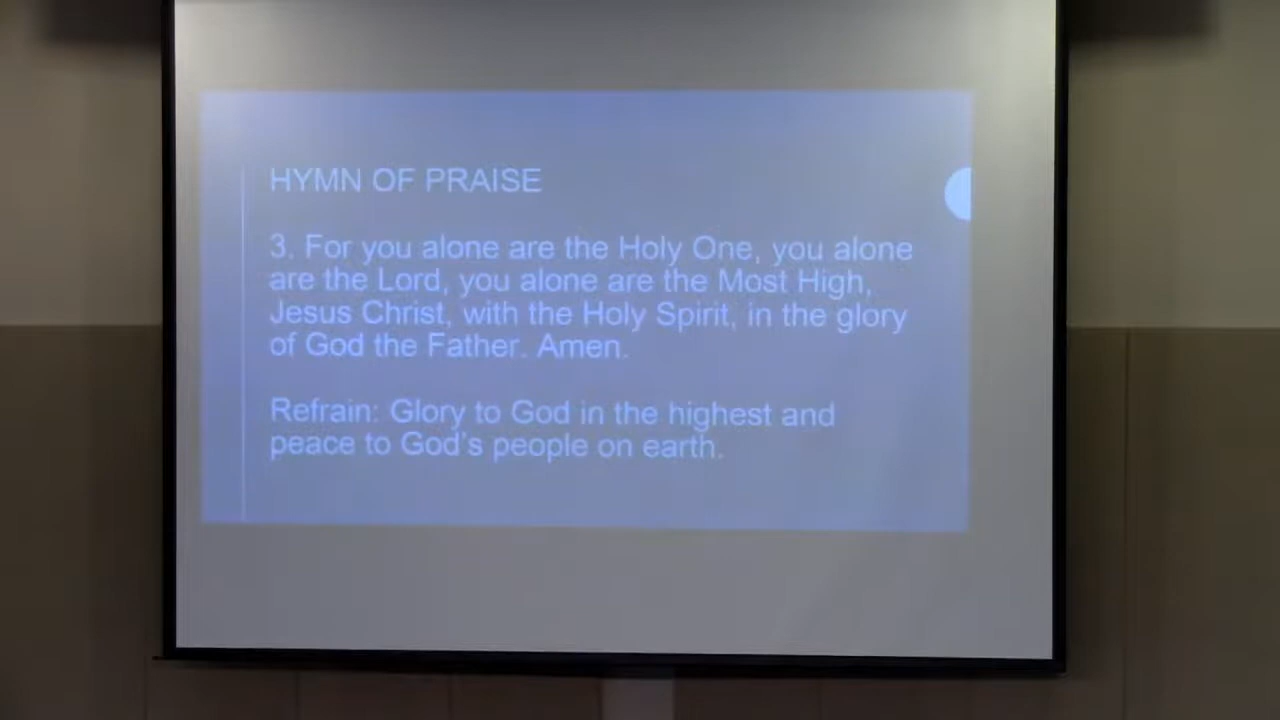 HYMN OF PRAISE
3. For you alone are the Holy One, you alone
are the Lord, you alone are the Most High,
Jesus Christ, with the Holy Spirit, in the glory
of God the Father. Amen.
Refrain: Glory to God in the highest and
peace to God's people on earth.